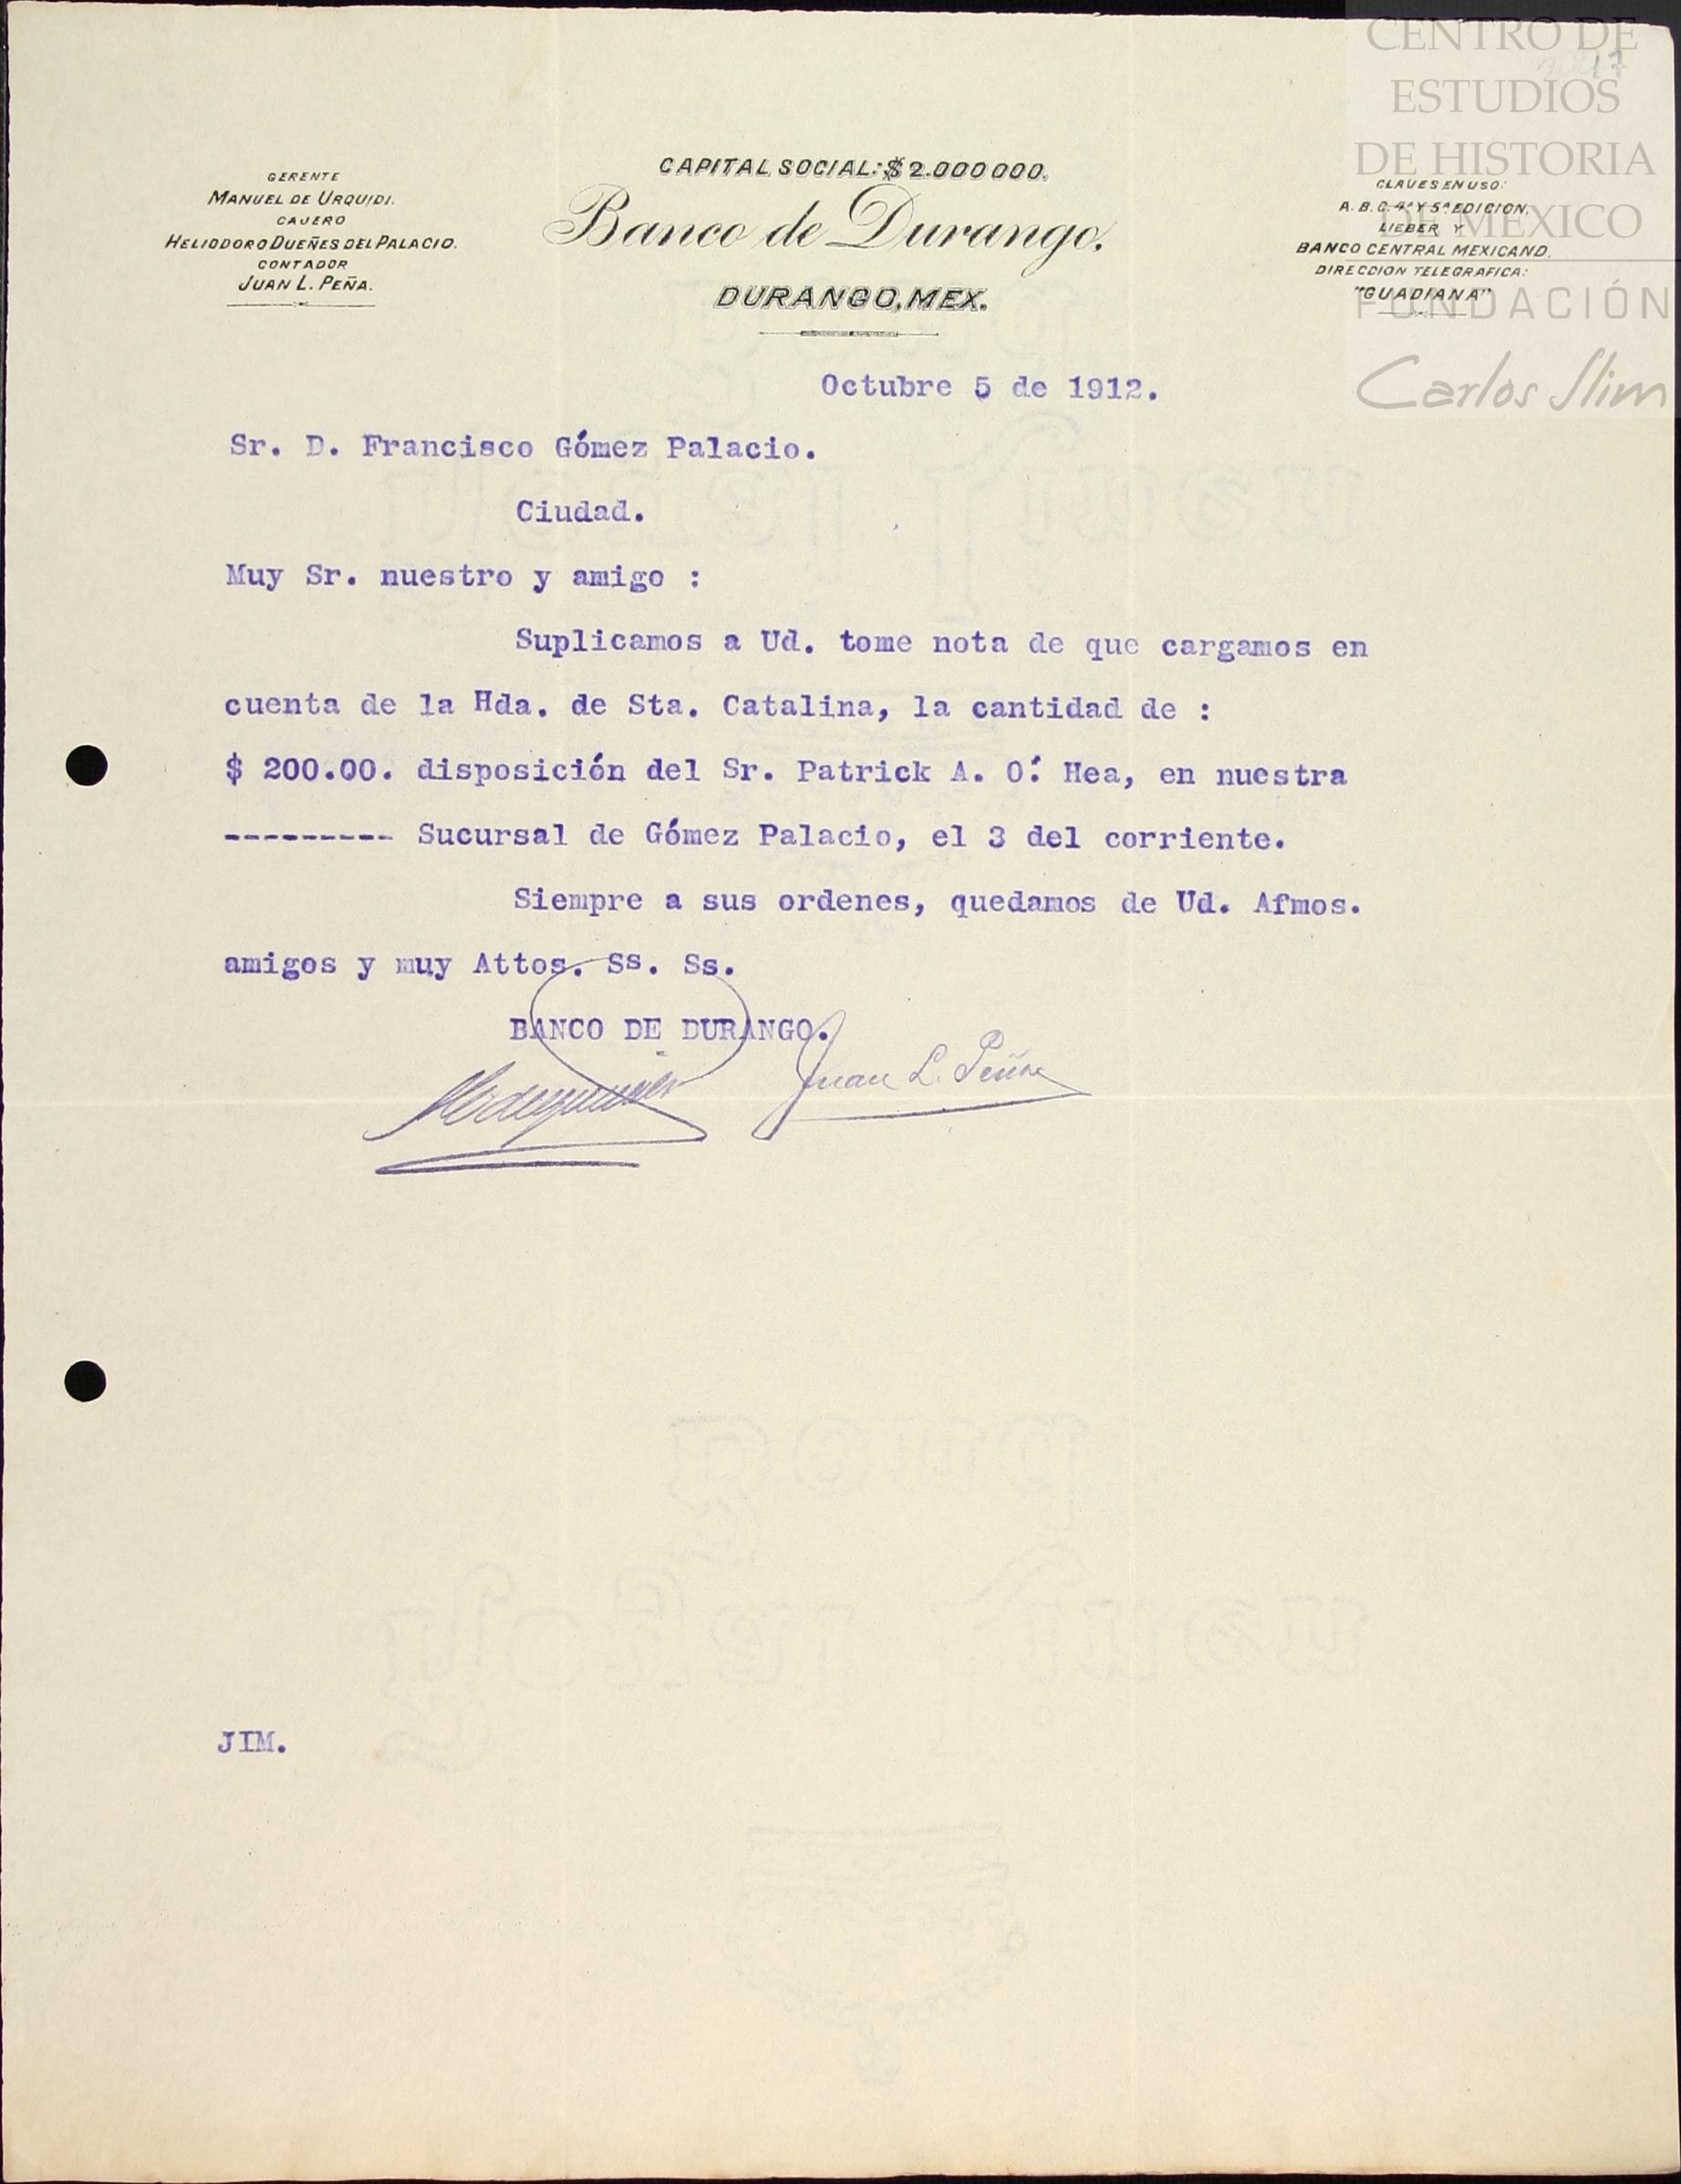 CENTRO DE
ESTUDIOS
DE HISTORIA
DE MÉXICO
FUNDACIÓN
Carlos Slim
GERENTE
MANUEL DE URQUIDI.
CAJERO
HELIODORO DUEÑES DEL PALACIO.
CONTADOR
JUAN L. PEÑA.
CAPITAL SOCIAL: $2.000000.
Banco de Durango.
DURANGO, MEX.
CLAVES EN USO:
A. B. C. 4ª Y 5ª EDICION,
LIEBER Y
BANCO CENTRAL MEXICANO.
DIRECCION TELEGRAFICA:
"GUADIANA"
Octubre 5 de 1912.
Sr. D. Francisco Gómez Palacio.
Ciudad.
Muy Sr. nuestro y amigo :
Suplicamos a Ud. tome nota de que cargamos en
cuenta de la Hda. de Sta. Catalina, la cantidad de :
$ 200.00. disposición del Sr. Patrick A. O.´ Hea, en nuestra
--------- Sucursal de Gómez Palacio, el 3 del corriente.
Siempre a sus ordenes, quedamos de Ud. Afmos.
amigos y muy Attos. Ss. Ss.
BANCO DE DURANGO.
Juan L. Peña
JIM.